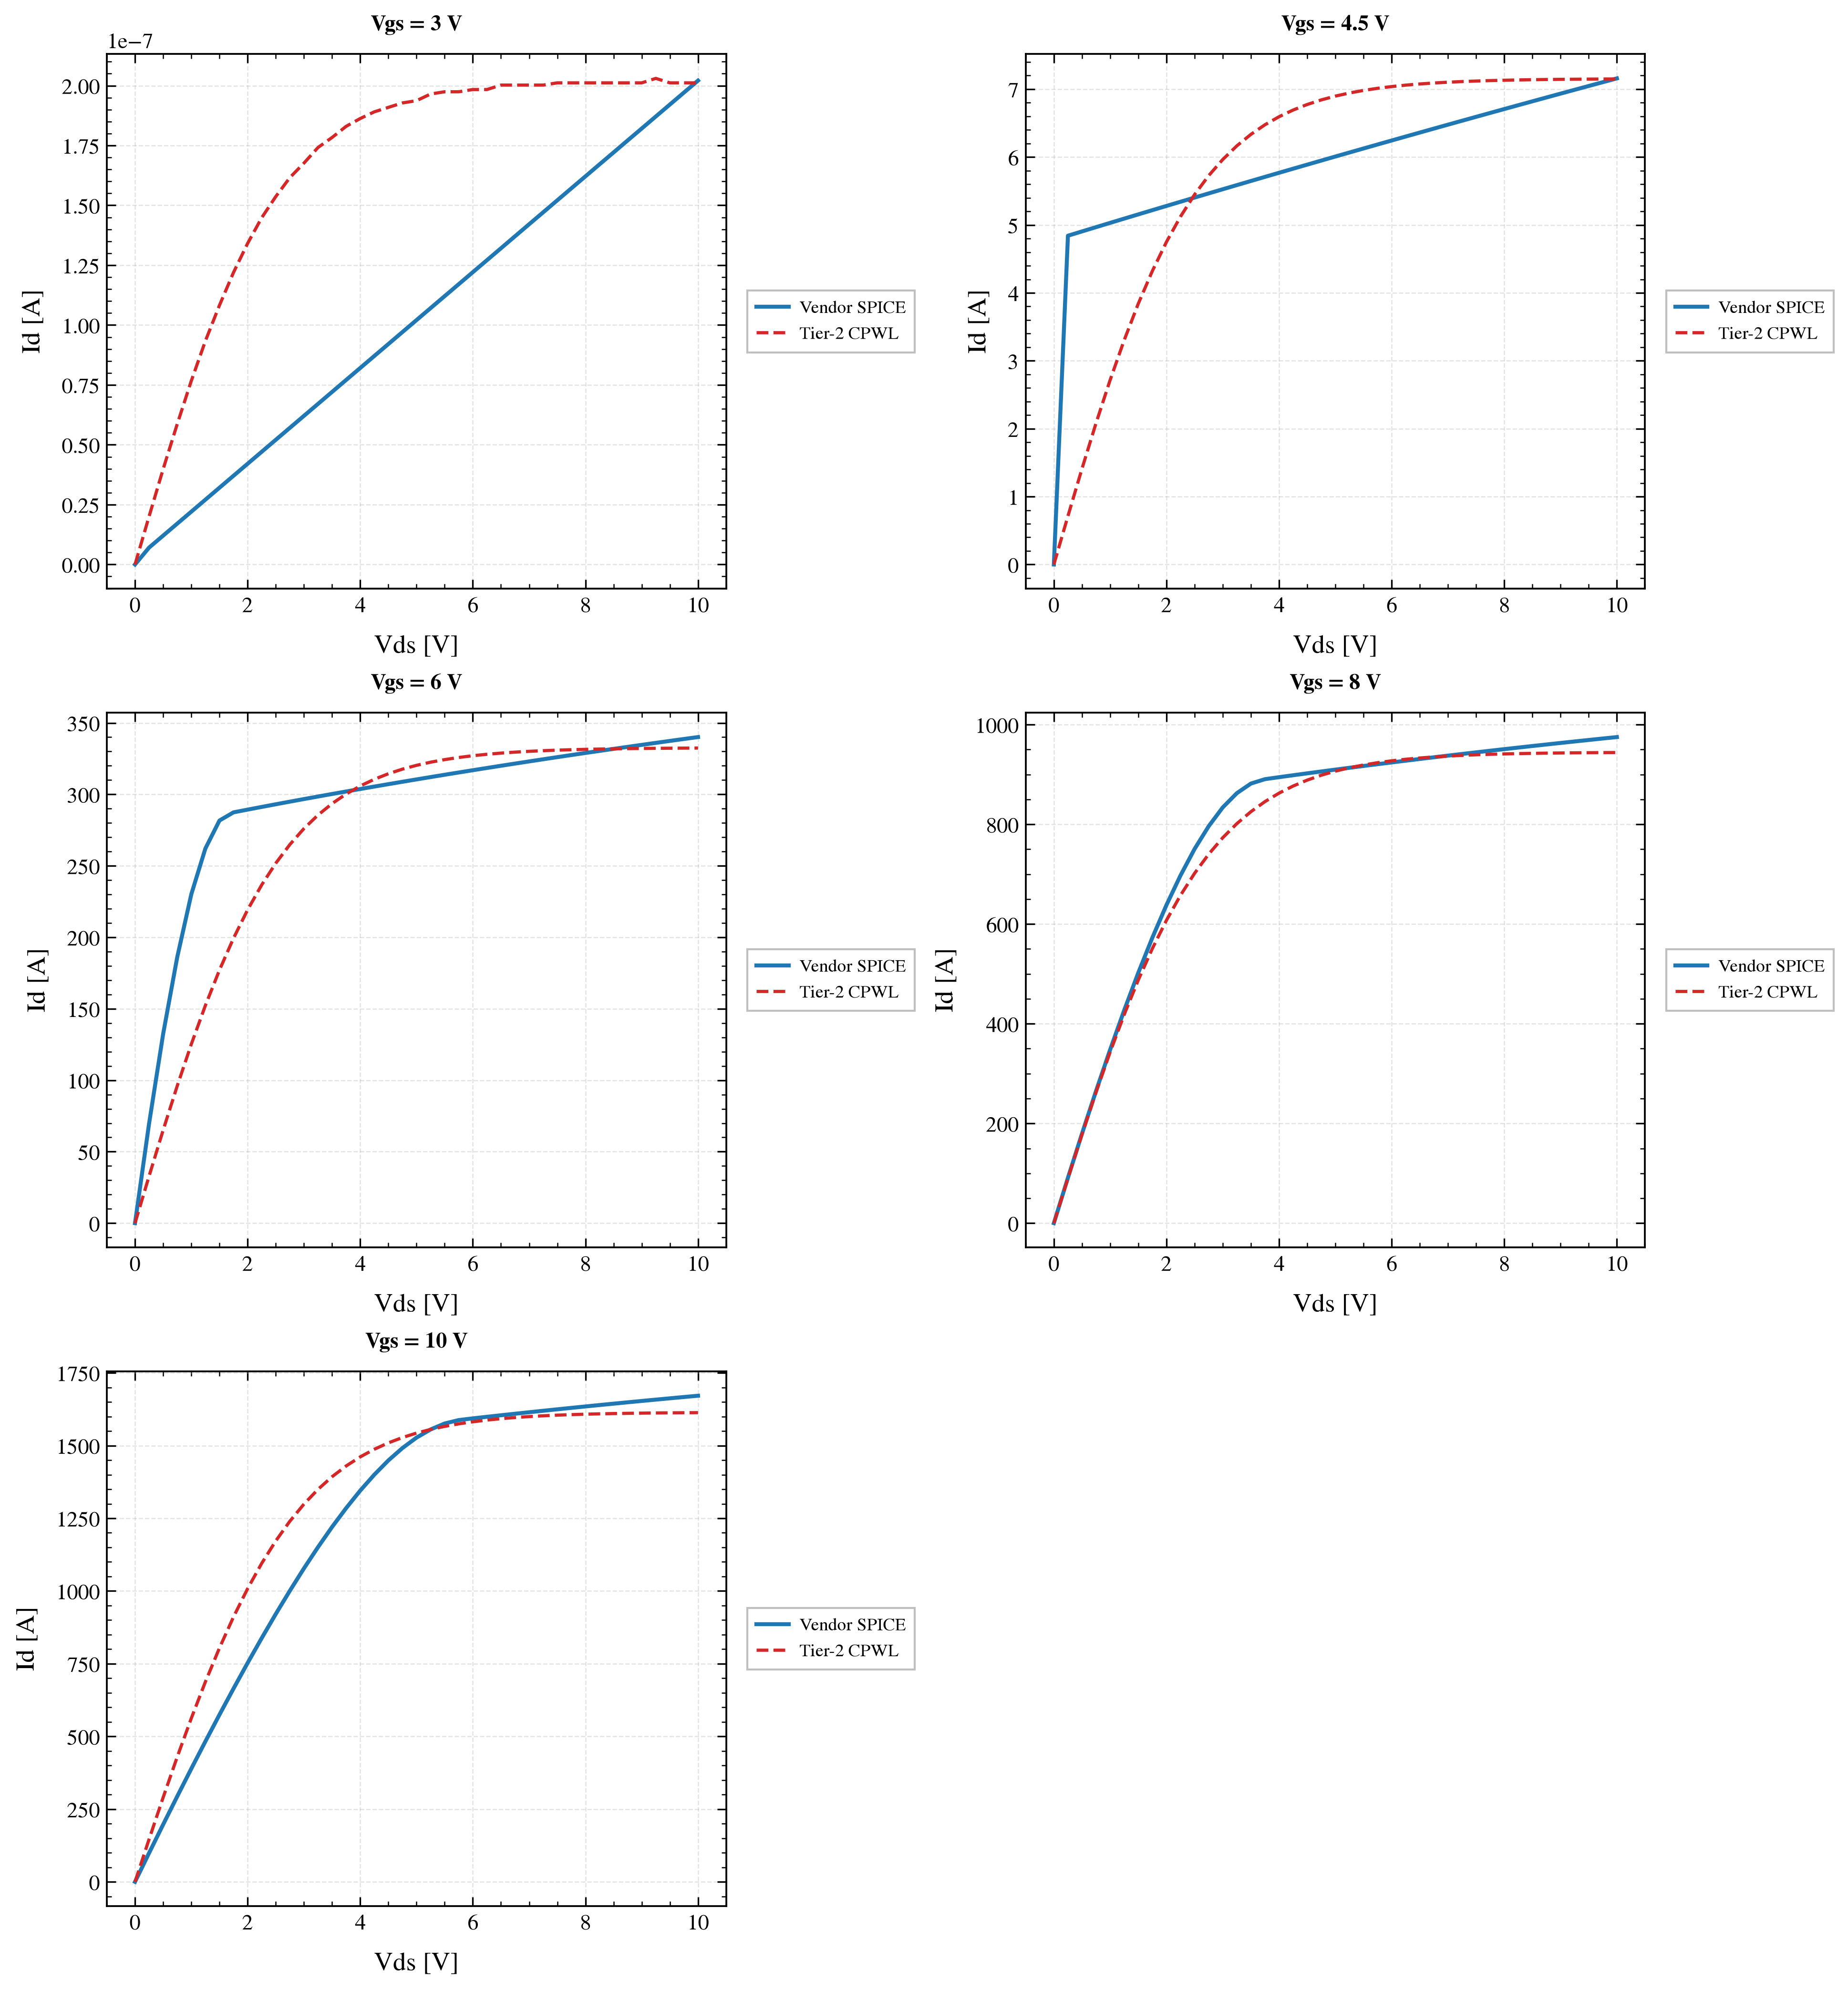 Vgs = 3 V
1e−7
2.00
1.75
1.50
1.25
1.00
0.75
0.50
0.25
0.00
Id [A]
0 2 4 6 8 10
Vds [V]
Vendor SPICE
Tier-2 CPWL
Vgs = 4.5 V
7
6
5
4
3
2
1
0
Id [A]
0 2 4 6 8 10
Vds [V]
Vendor SPICE
Tier-2 CPWL
Vgs = 6 V
350
300
250
200
150
100
50
0
Id [A]
0 2 4 6 8 10
Vds [V]
Vendor SPICE
Tier-2 CPWL
Vgs = 8 V
1000
800
600
400
200
0
Id [A]
0 2 4 6 8 10
Vds [V]
Vendor SPICE
Tier-2 CPWL
Vgs = 10 V
1750
1500
1250
1000
750
500
250
0
Id [A]
0 2 4 6 8 10
Vds [V]
Vendor SPICE
Tier-2 CPWL